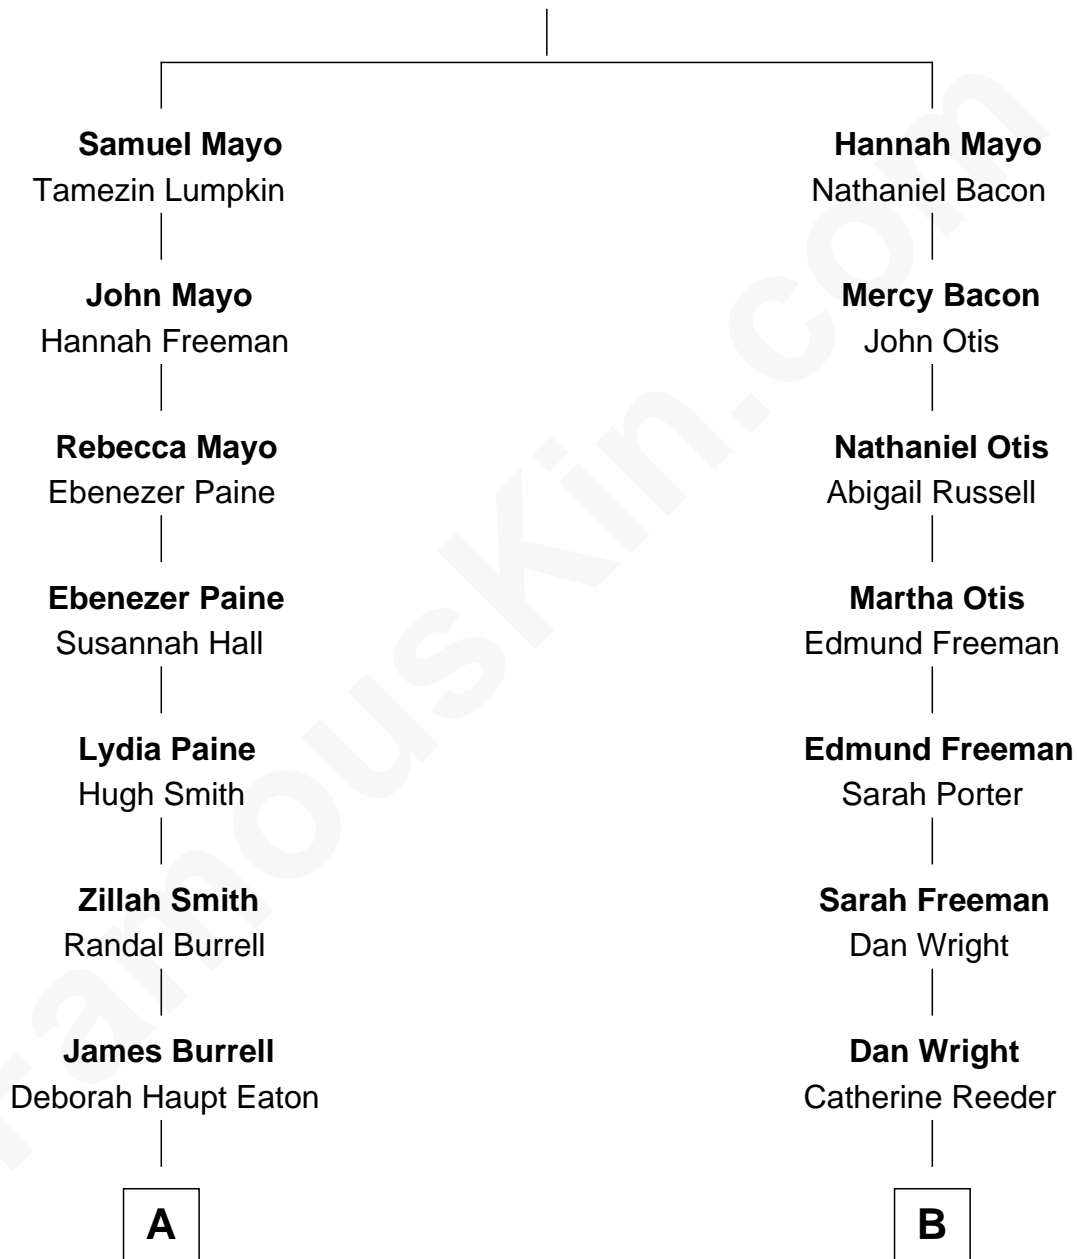 Samuel Mayo
Tamezin Lumpkin
John Mayo
Hannah Freeman
Rebecca Mayo
Ebenezer Paine
Ebenezer Paine
Susannah Hall
Lydia Paine
Hugh Smith
Zillah Smith
Randal Burrell
James Burrell
Deborah Haupt Eaton
A
Hannah Mayo
Nathaniel Bacon
Mercy Bacon
John Otis
Nathaniel Otis
Abigail Russell
Martha Otis
Edmund Freeman
Edmund Freeman
Sarah Porter
Sarah Freeman
Dan Wright
Dan Wright
Catherine Reeder
B
FamousKin.com